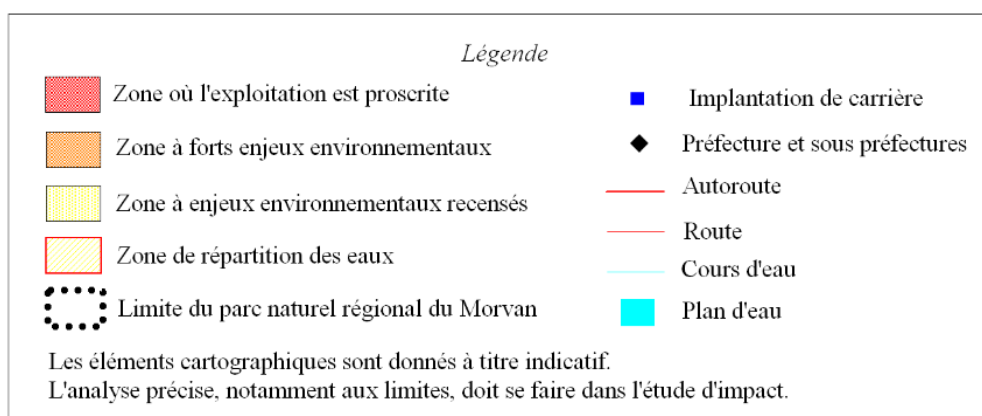 Légende
Zone où l'exploitation est proscrite
Zone à forts enjeux environnementaux
Zone à enjeux environnementaux recensés
Zone de répartition des eaux
Limite du parc naturel régional du Morvan
Implantation de carrière
Préfecture et sous préfectures
Autoroute
Route
Cours d'eau
Plan d'eau
Les éléments cartographiques sont donnés à titre indicatif.
L'analyse précise, notamment aux limites, doit se faire dans l'étude d'impact.